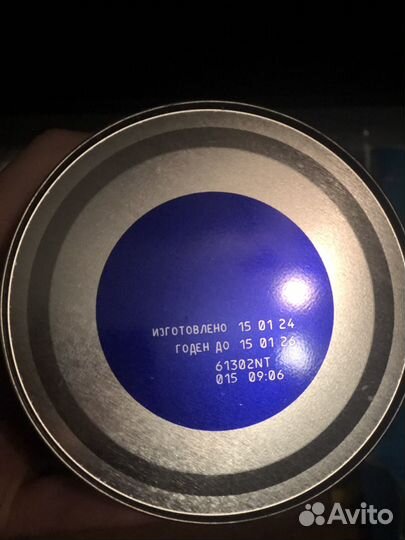 ИЗГОТОВЛЕНО 15 01 24
ГОДЕН ДО 15 01 26
61302NT
015 09:06
Avito